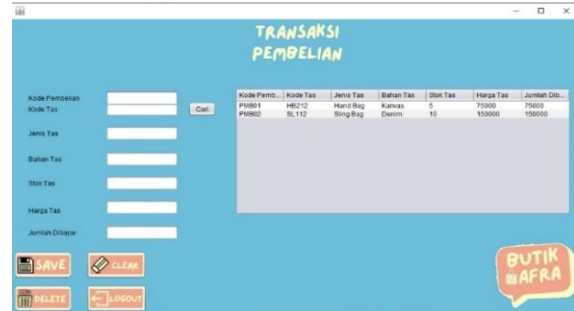 TRANSAKSI
PEMBELIAN
Kode Pembelian
Kode Tas
Cari
Jenis Tas
Bahan Tas
Stok Tas
Harga Tas
Jumlah Dibayar
Kode Pemb... Kode Tas Jenis Tas Bahan Tas Stok Tas Harga Tas Jumlah Dib...
PMB01 HB212 Hand Bag Kanvas 5 75000 75000
PMB02 SL112 Sling Bag Denim 10 150000 150000
SAVE
CLEAR
DELETE
LOGOUT
BUTIK
AFRA